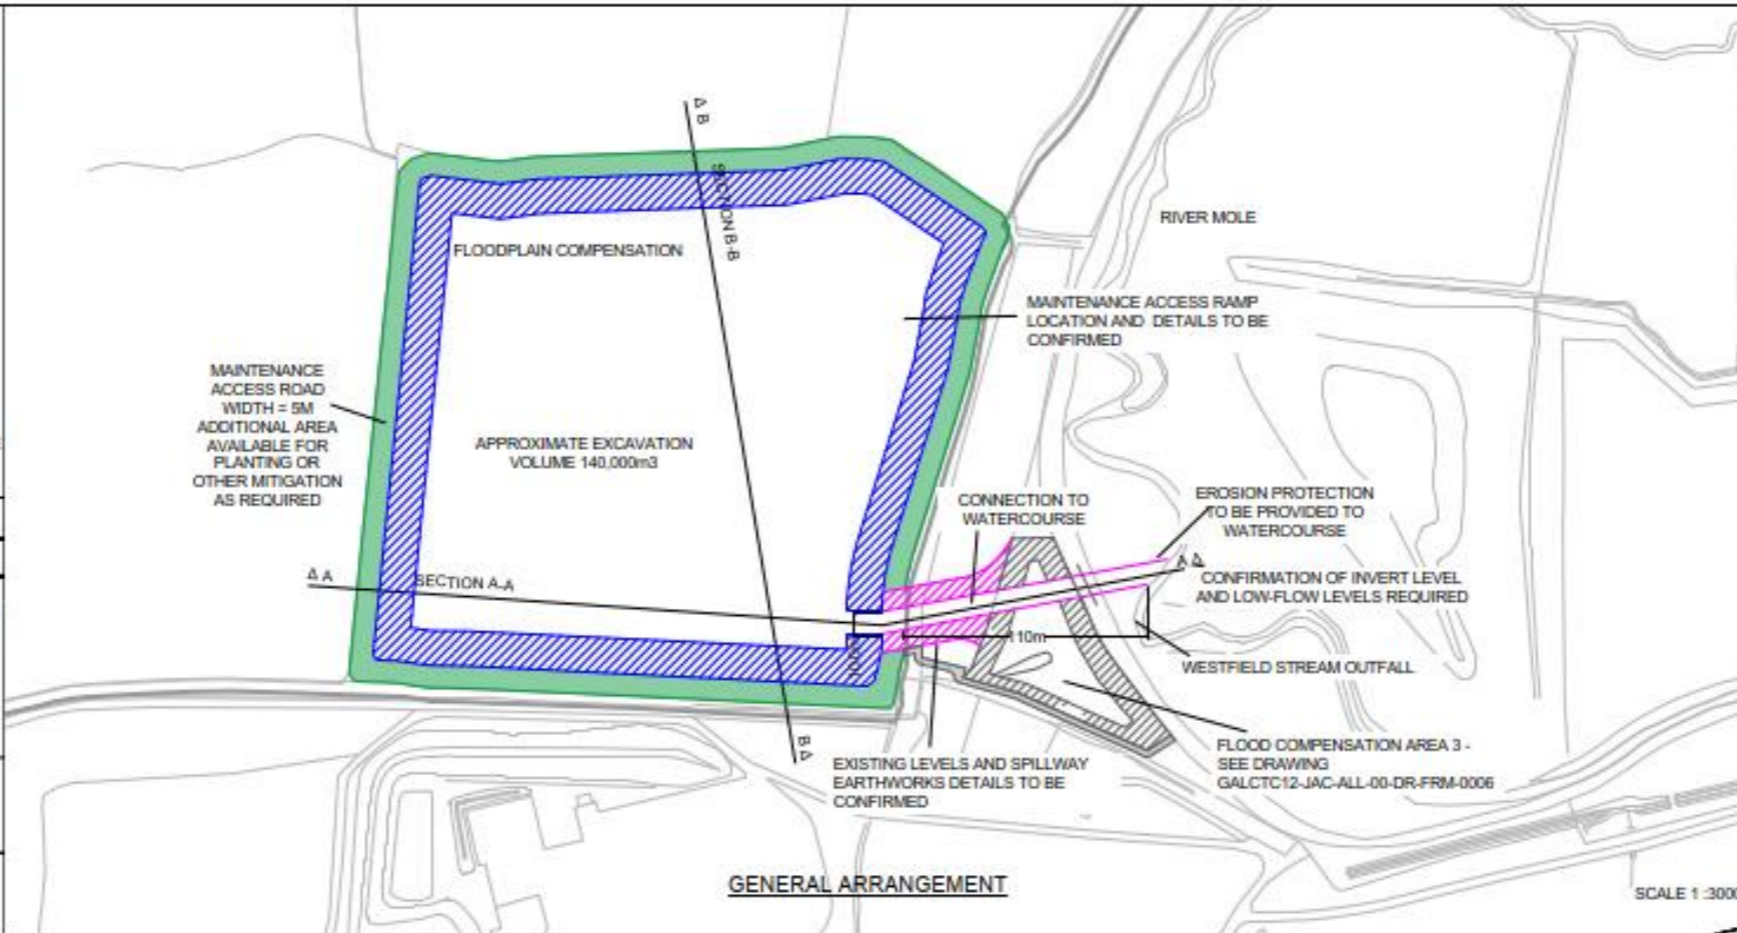 Δ B
SECTION B-B
RIVER MOLE
FLOODPLAIN COMPENSATION
MAINTENANCE ACCESS RAMP
LOCATION AND DETAILS TO BE
CONFIRMED
MAINTENANCE
ACCESS ROAD
WIDTH = 5M
ADDITIONAL AREA
AVAILABLE FOR
PLANTING OR
OTHER MITIGATION
AS REQUIRED
APPROXIMATE EXCAVATION
VOLUME 140,000m3
CONNECTION TO
WATERCOURSE
EROSION PROTECTION
TO BE PROVIDED TO
WATERCOURSE
Δ A
SECTION A-A
A Δ
CONFIRMATION OF INVERT LEVEL
AND LOW-FLOW LEVELS REQUIRED
110m
WESTFIELD STREAM OUTFALL
B Δ
EXISTING LEVELS AND SPILLWAY
EARTHWORKS DETAILS TO BE
CONFIRMED
FLOOD COMPENSATION AREA 3 -
SEE DRAWING
GALCTC12-JAC-ALL-00-DR-FRM-0006
GENERAL ARRANGEMENT
SCALE 1 :3000